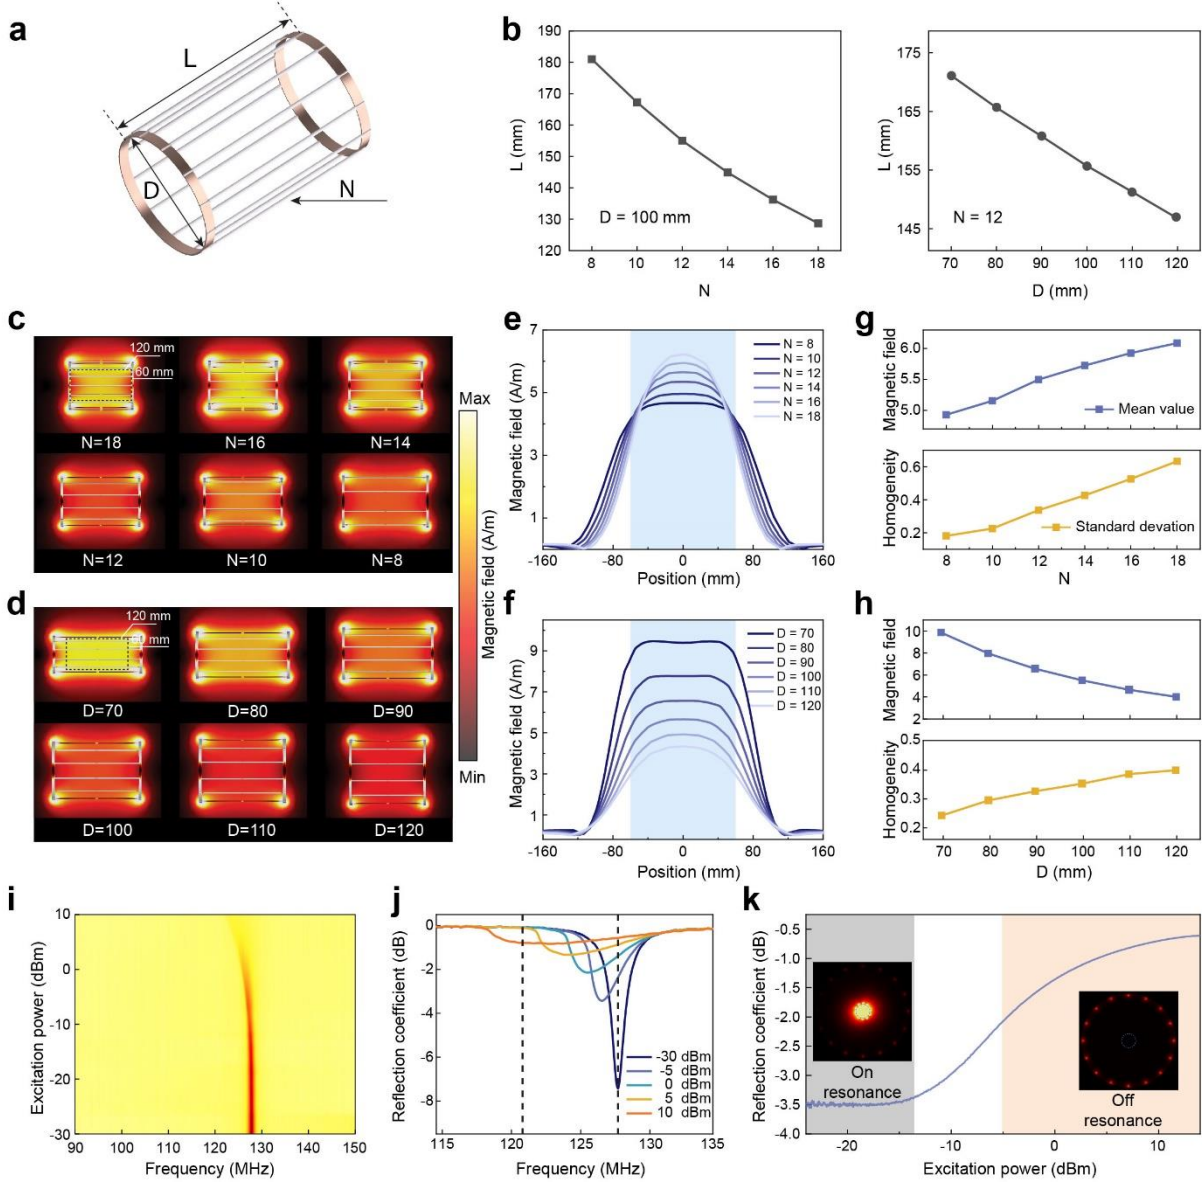 a
L
D
N
b
190
180
170
160
150
140
130
120
L (mm)
D = 100 mm
8 10 12 14 16 18
N
175
165
155
145
L (mm)
N = 12
70 80 90 100 110 120
D (mm)
c
120 mm
60 mm
N=18 N=16 N=14
N=12 N=10 N=8
d
120 mm
60 mm
D=70 D=80 D=90
D=100 D=110 D=120
Max
Magnetic field (A/m)
Min
e
7
5
3
1
Magnetic field (A/m)
N = 8
N = 10
N = 12
N = 14
N = 16
N = 18
-160 -80 0 80 160
Position (mm)
f
9
7
5
3
1
Magnetic field (A/m)
D = 70
D = 80
D = 90
D = 100
D = 110
D = 120
-160 -80 0 80 160
Position (mm)
g
6.0
5.5
5.0
Magnetic field
Mean value
0.6
0.4
0.2
Homogeneity
Standard devation
8 10 12 14 16 18
N
h
10
8
6
4
2
Magnetic field
0.5
0.4
0.3
0.2
Homogeneity
70 80 90 100 110 120
D (mm)
i
10
0
-10
-20
-30
Excitation power (dBm)
90 100 110 120 130 140 150
Frequency (MHz)
j
0
-2
-4
-6
-8
Reflection coefficient (dB)
-30 dBm
-5 dBm
0 dBm
5 dBm
10 dBm
115 120 125 130 135
Frequency (MHz)
k
-0.5
-1.0
-1.5
-2.0
-2.5
-3.0
-3.5
-4.0
Reflection coefficient (dB)
On
resonance
Off
resonance
-20 -10 0 10
Excitation power (dBm)